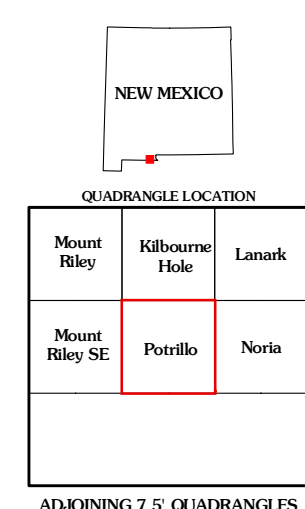 NEW MEXICO
QUADRANGLE LOCATION
Mount
Riley
Kilbourne
Hole
Lanark
Mount
Riley SE
Potrillo
Noria
ADJOINING 7.5' QUADRANGLES